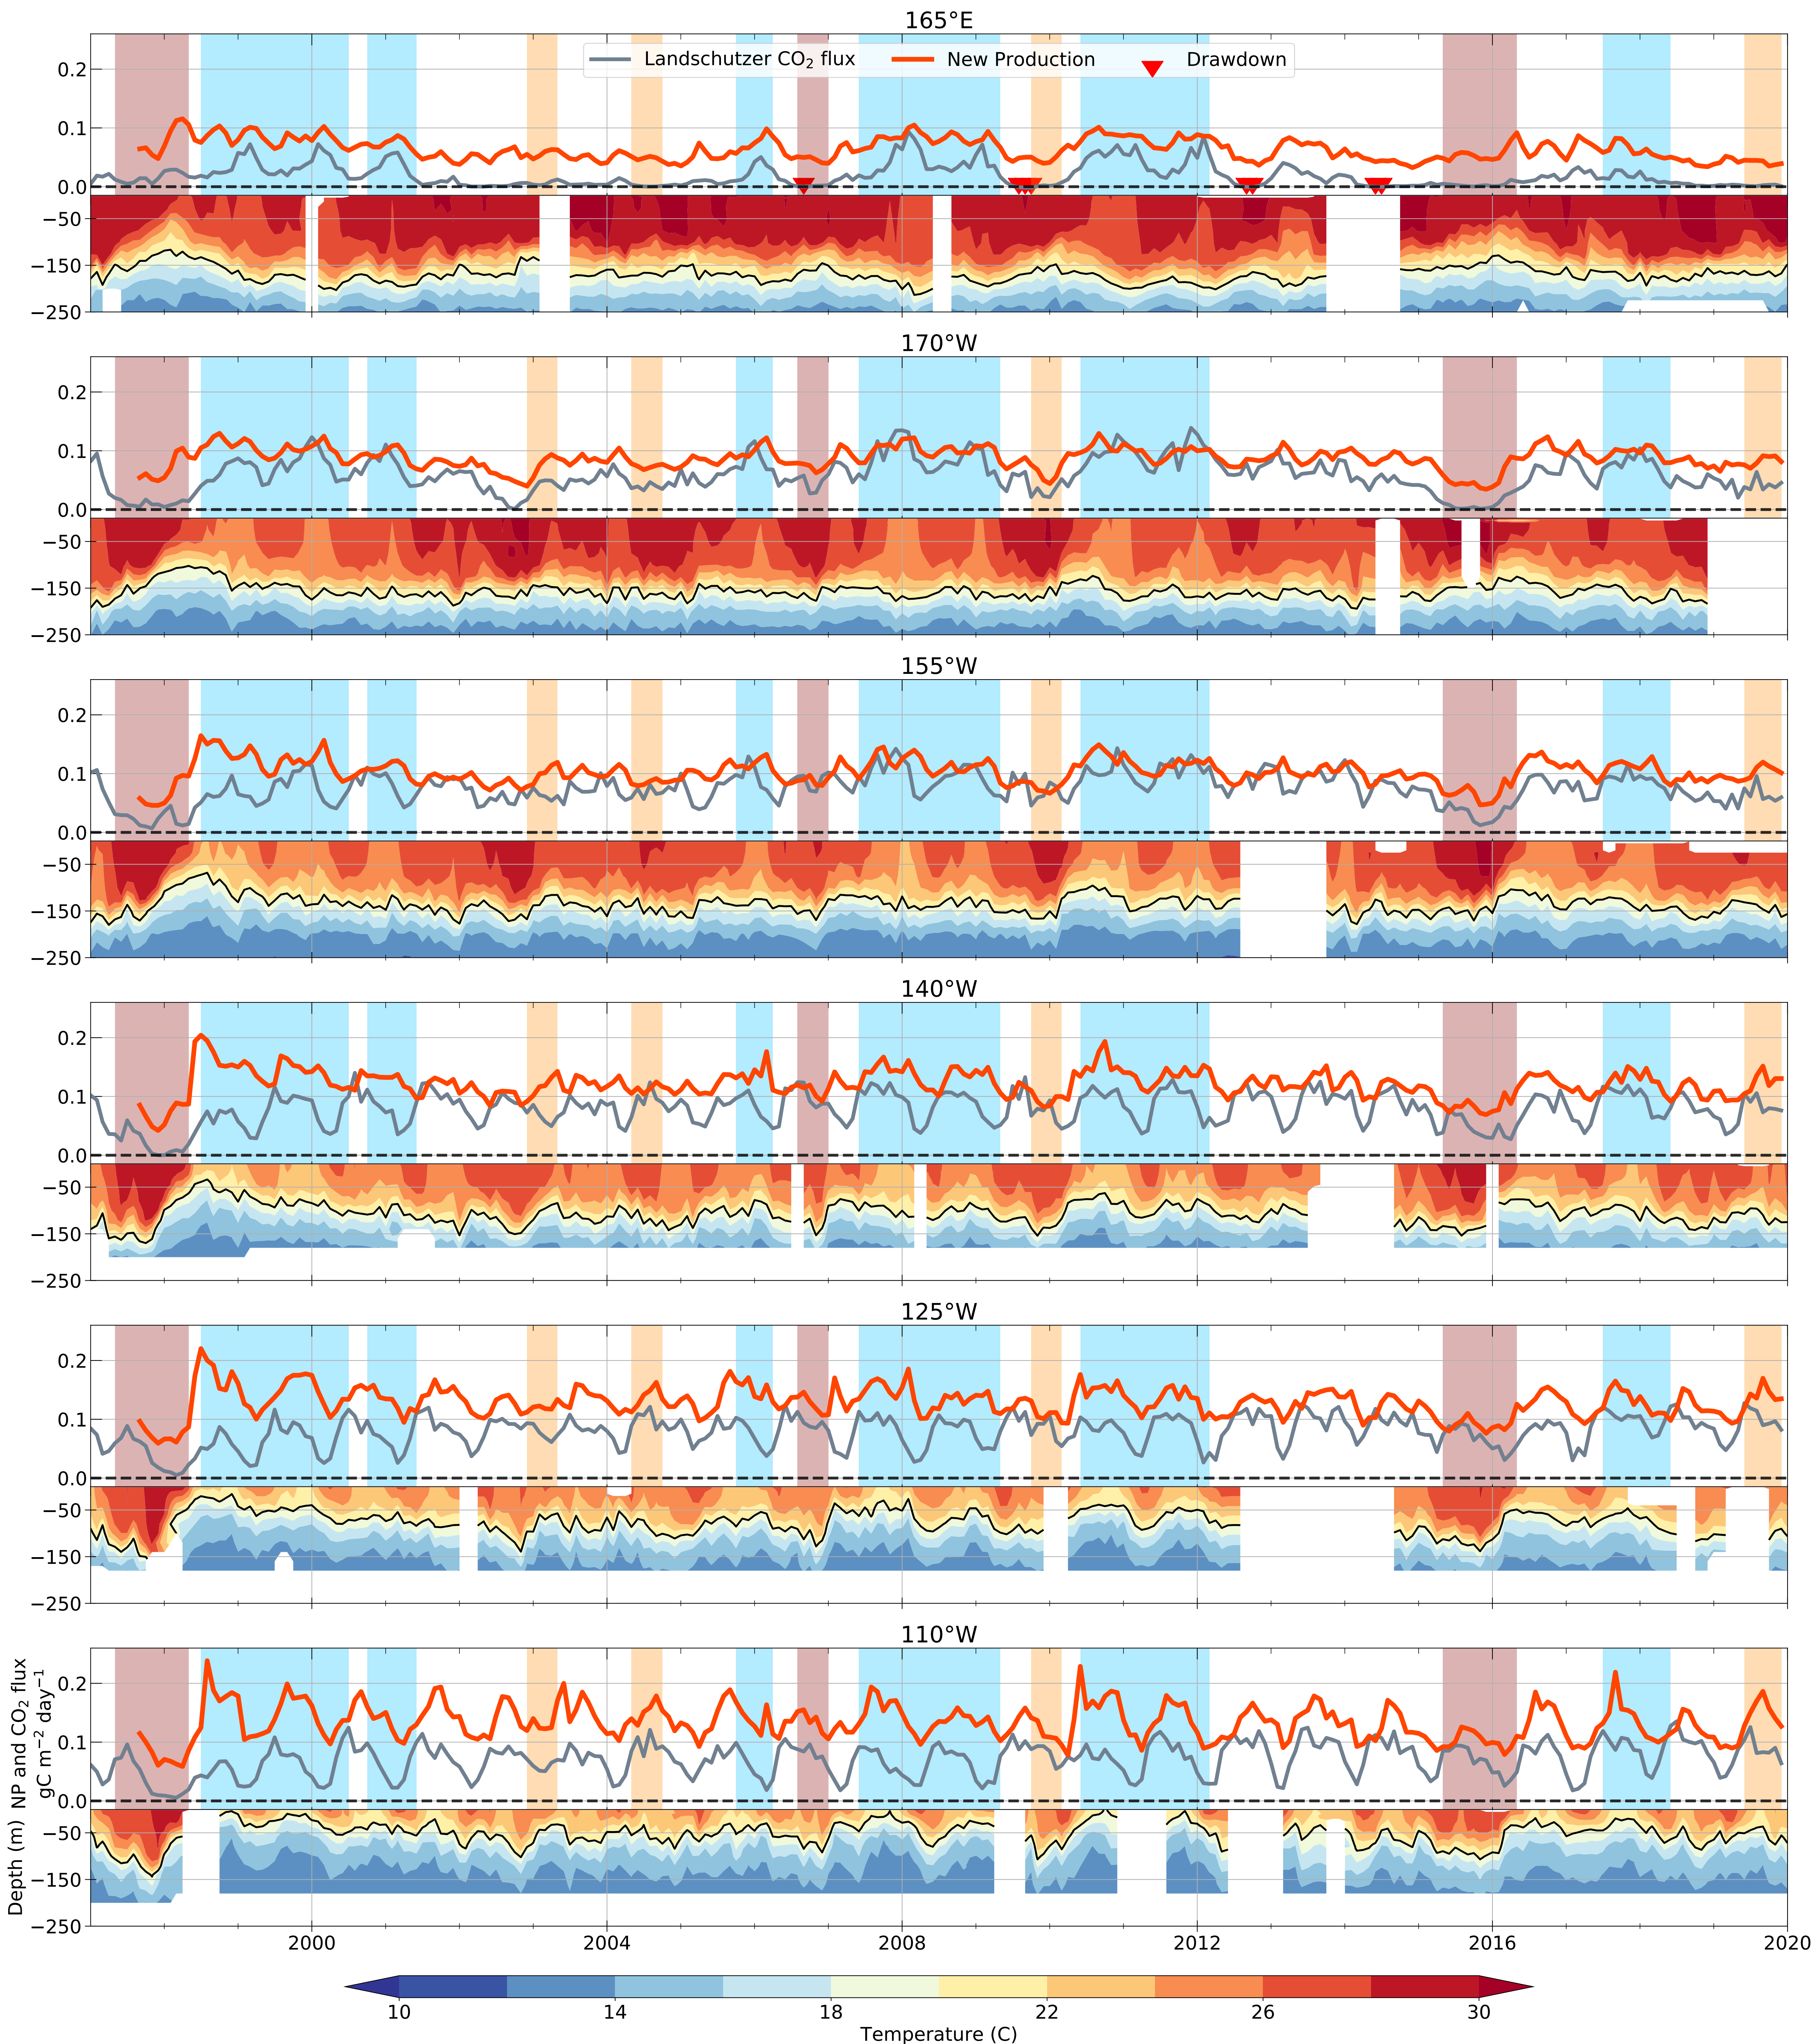 165°E
Landschutzer CO₂ flux New Production Drawdown
0.2
0.1
0.0
−50
−150
−250
170°W
0.2
0.1
0.0
−50
−150
−250
155°W
0.2
0.1
0.0
−50
−150
−250
140°W
0.2
0.1
0.0
−50
−150
−250
125°W
0.2
0.1
0.0
−50
−150
−250
110°W
NP and CO₂ flux
gC m⁻² day⁻¹
0.2
0.1
0.0
Depth (m)
−50
−150
−250
2000 2004 2008 2012 2016 2020
10 14 18 22 26 30
Temperature (C)